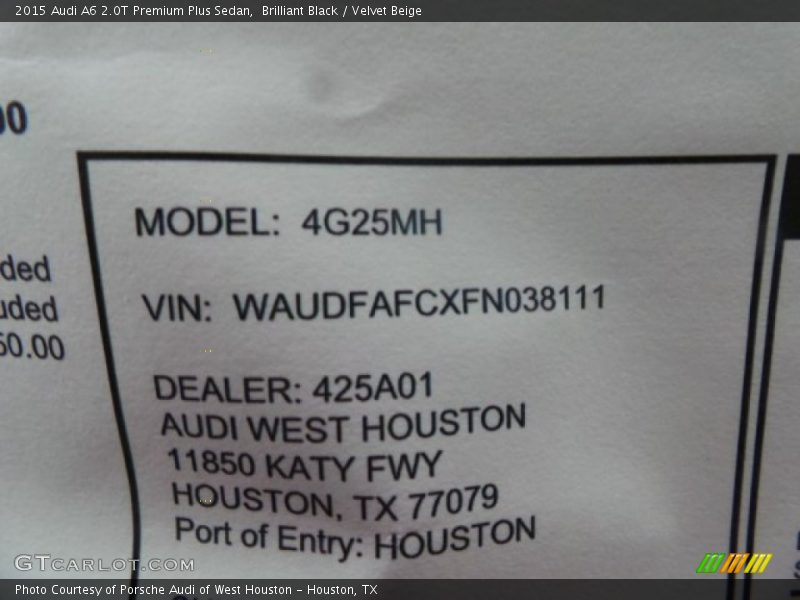 2015 Audi A6 2.0T Premium Plus Sedan,  Brilliant Black / Velvet Beige
00
MODEL: 4G25MH
ded
uded
50.00
VIN: WAUDFAFCXFN038111
DEALER: 425A01
AUDI WEST HOUSTON
11850 KATY FWY
HOUSTON, TX 77079
Port of Entry: HOUSTON
GTCARLOT.COM
Photo Courtesy of Porsche Audi of West Houston - Houston, TX